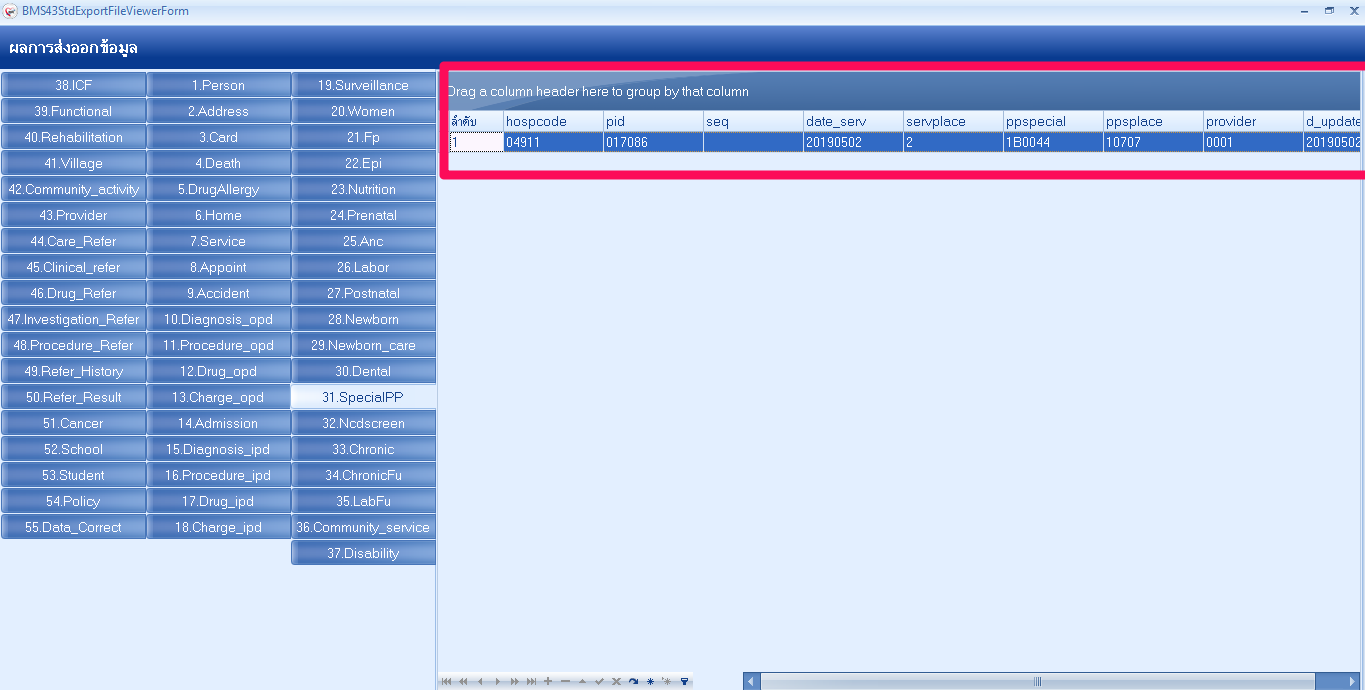 BMS43StdExportFileViewerForm
ผลการส่งออกข้อมูล
38.ICF 1.Person 19.Surveillance
39.Functional 2.Address 20.Women
40.Rehabilitation 3.Card 21.Fp
41.Village 4.Death 22.Epi
42.Community_activity 5.DrugAllergy 23.Nutrition
43.Provider 6.Home 24.Prenatal
44.Care_Refer 7.Service 25.Anc
45.Clinical_refer 8.Appoint 26.Labor
46.Drug_Refer 9.Accident 27.Postnatal
47.Investigation_Refer 10.Diagnosis_opd 28.Newborn
48.Procedure_Refer 11.Procedure_opd 29.Newborn_care
49.Refer_History 12.Drug_opd 30.Dental
50.Refer_Result 13.Charge_opd 31.SpecialPP
51.Cancer 14.Admission 32.Ncdscreen
52.School 15.Diagnosis_ipd 33.Chronic
53.Student 16.Procedure_ipd 34.ChronicFu
54.Policy 17.Drug_ipd 35.LabFu
55.Data_Correct 18.Charge_ipd 36.Community_service
37.Disability
Drag a column header here to group by that column
ลำดับ hospcode pid seq date_serv servplace ppspecial ppsplace provider d_update
1 04911 017086 20190502 2 1B0044 10707 0001 20190502